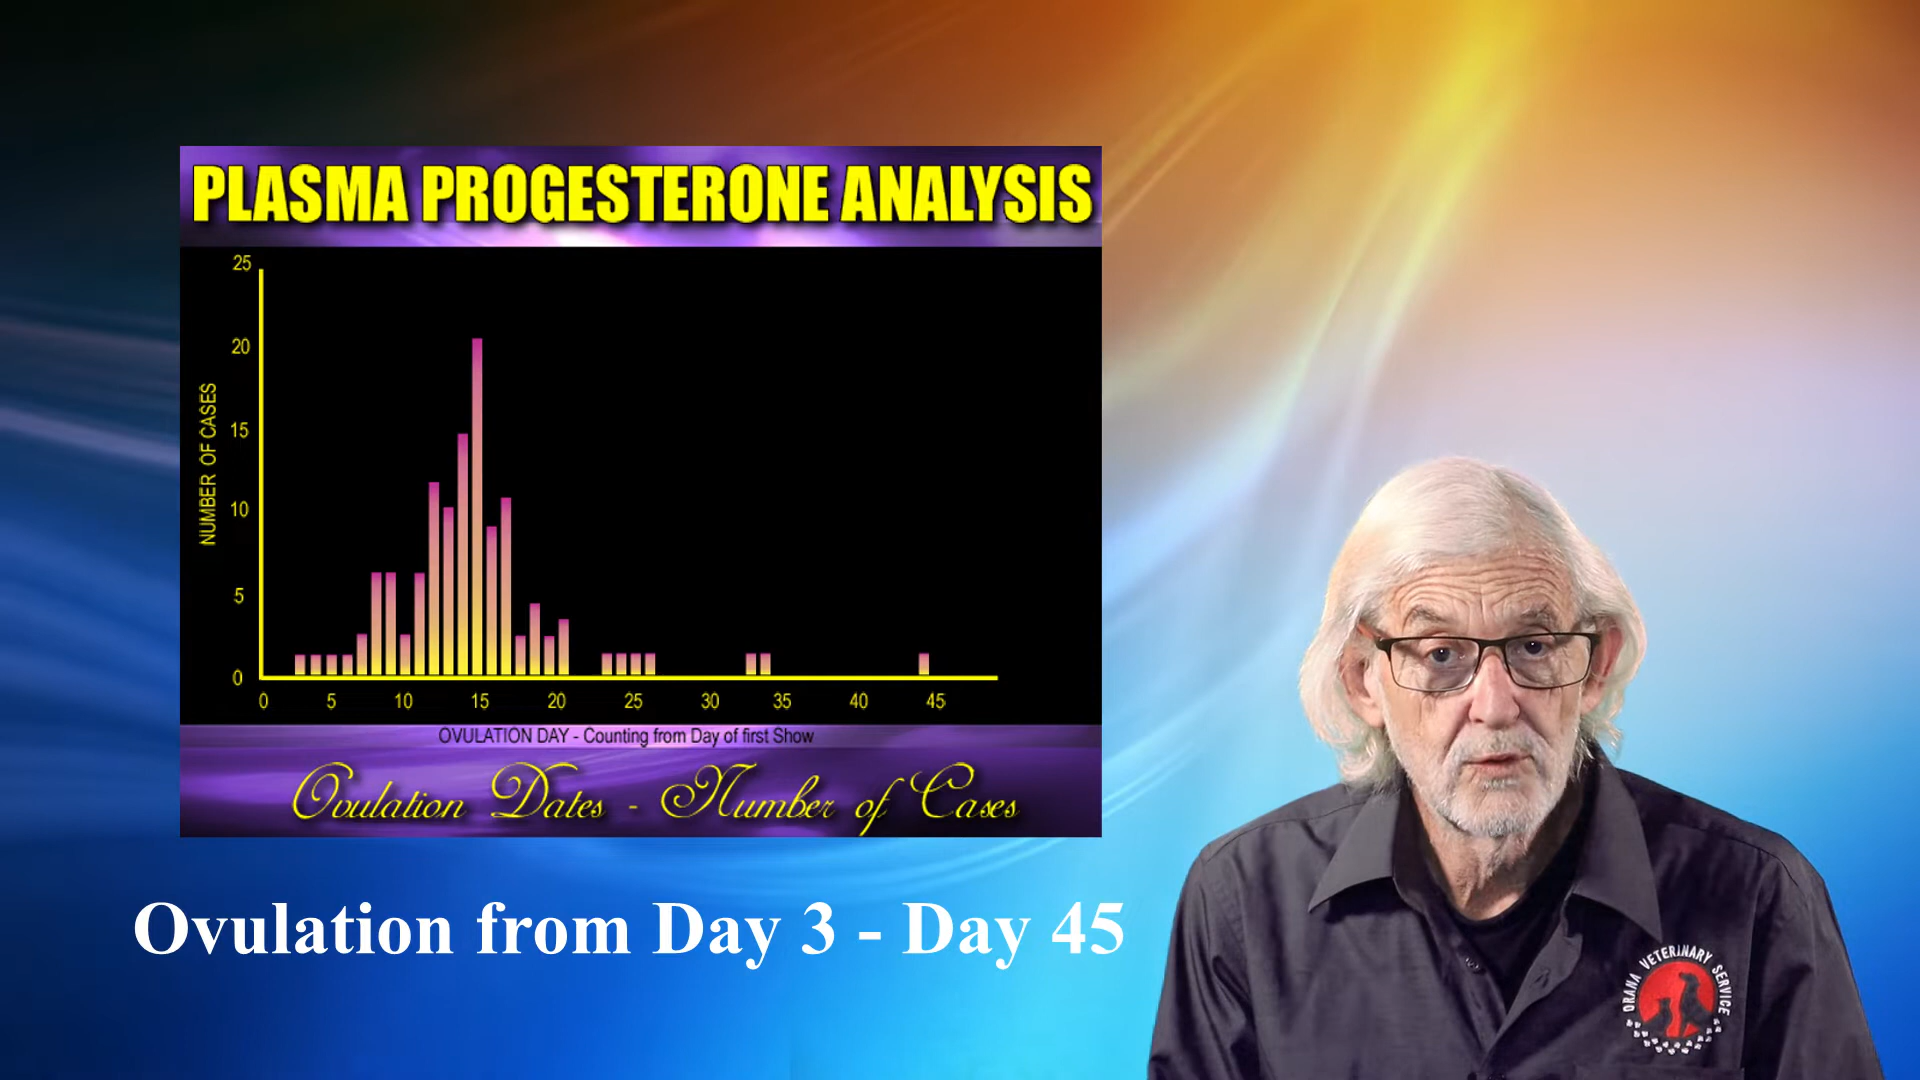 PLASMA PROGESTERONE ANALYSIS
25
20
15
10
5
0
NUMBER OF CASES
0 5 10 15 20 25 30 35 40 45
OVULATION DAY - Counting from Day of first Show
Ovulation Dates - Number of Cases
Ovulation from Day 3 - Day 45
ORANA VETERINARY SERVICE